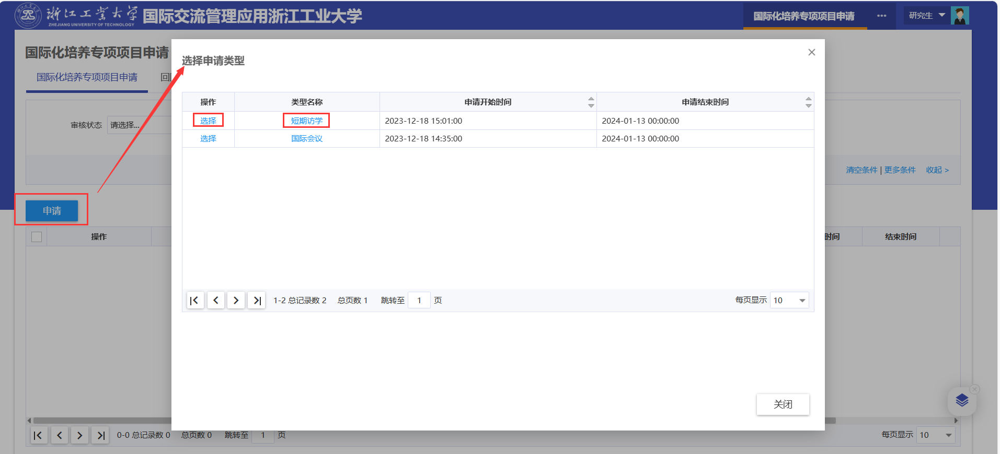 浙江工业大学
ZHEJIANG UNIVERSITY OF TECHNOLOGY
国际交流管理应用浙江工业大学
国际化培养专项项目申请
研究生
国际化培养专项项目申请
选择申请类型
国际化培养专项项目申请
操作 类型名称 申请开始时间 申请结束时间
选择 短期访学 2023-12-18 15:01:00 2024-01-13 00:00:00
选择 国际会议 2023-12-18 14:35:00 2024-01-13 00:00:00
审核状态 请选择...
清空条件 | 更多条件 收起 >
申请
操作 时间 结束时间
1-2 总记录数 2 总页数 1 跳转至 1 页 每页显示 10
关闭
0-0 总记录数 0 总页数 0 跳转至 1 页 每页显示 10